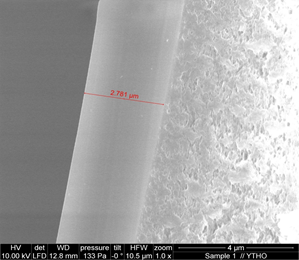 2.781 µm
HV det WD pressure tilt HFW zoom 4 µm
10.00 kV LFD 12.8 mm 133 Pa -0 ° 10.5 µm 1.0 x Sample 1 // YTHO